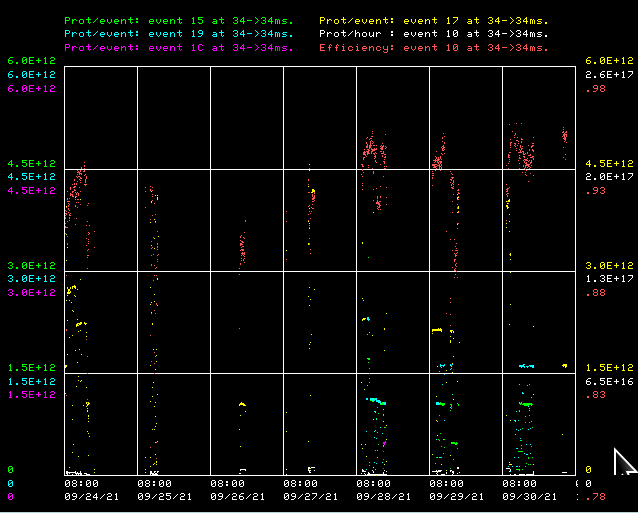 Prot/event: event 15 at 34->34ms. Prot/event: event 17 at 34->34ms.
Prot/event: event 19 at 34->34ms. Prot/hour : event 10 at 34->34ms.
Prot/event: event 1C at 34->34ms. Efficiency: event 10 at 34->34ms.
6.0E+12 6.0E+12
6.0E+12 2.6E+17
6.0E+12 .98
4.5E+12 4.5E+12
4.5E+12 2.0E+17
4.5E+12 .93
3.0E+12 3.0E+12
3.0E+12 1.3E+17
3.0E+12 .88
1.5E+12 1.5E+12
1.5E+12 6.5E+16
1.5E+12 .83
0 0
0 08:00 08:00 08:00 08:00 08:00 08:00 08:00 : 0
0 09/24/21 09/25/21 09/26/21 09/27/21 09/28/21 09/29/21 09/30/21 : .78